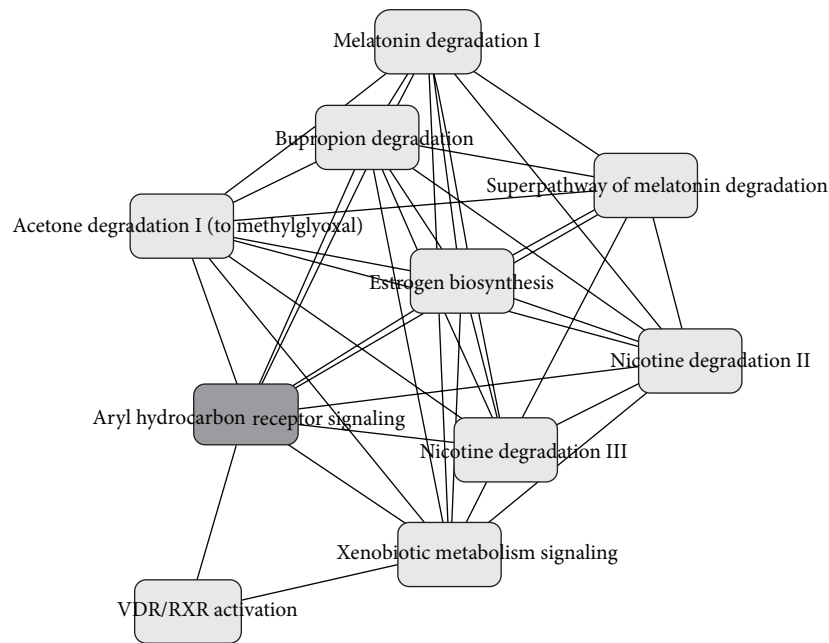 Melatonin degradation I
Bupropion degradation
Superpathway of melatonin degradation
Acetone degradation I (to methylglyoxal)
Estrogen biosynthesis
Nicotine degradation II
Aryl hydrocarbon receptor signaling
Nicotine degradation III
Xenobiotic metabolism signaling
VDR/RXR activation